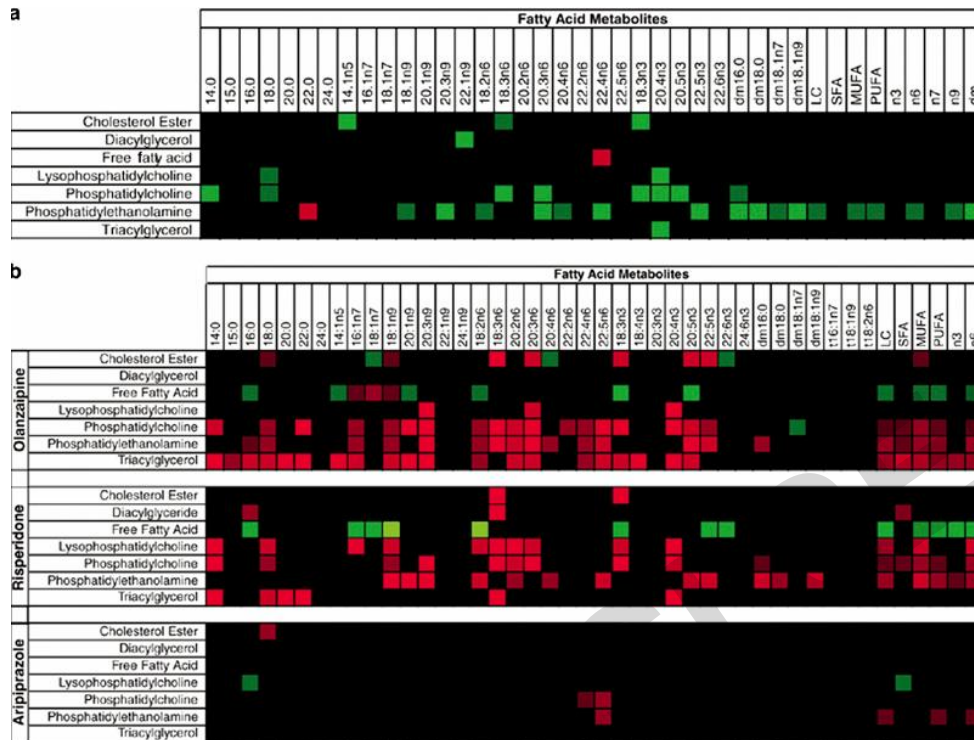 a
Fatty Acid Metabolites
14.0 15.0 16.0 18.0 20.0 22.0 24.0 14.1n5 16.1n7 18.1n7 18.1n9 20.1n9 20.3n9 22.1n9 18.2n6 18.3n6 20.2n6 20.3n6 20.4n6 22.2n6 22.4n6 22.5n6 18.3n3 20.4n3 20.5n3 22.5n3 22.6n3 dm16.0 dm18.0 dm18.1n7 dm18.1n9 LC SFA MUFA PUFA n3 n6 n7 n9 dm
Cholesterol Ester
Diacylglycerol
Free fatty acid
Lysophosphatidylcholine
Phosphatidylcholine
Phosphatidylethanolamine
Triacylglycerol
b
Fatty Acid Metabolites
14:0 15:0 16:0 18:0 20:0 22:0 24:0 14:1n5 16:1n7 18:1n7 18:1n9 20:1n9 20:3n9 22:1n9 24:1n9 18:2n6 18:3n6 20:2n6 20:3n6 20:4n6 22:2n6 22:4n6 22:5n6 18:3n3 18:4n3 20:3n3 20:4n3 20:5n3 22:5n3 22:6n3 24:6n3 dm16:0 dm18:0 dm18:1n7 dm18:1n9 t16:1n7 t18:1n9 t18:2n6 LC SFA MUFA PUFA n3 n6
Olanzaipine
Cholesterol Ester
Diacylglycerol
Free Fatty Acid
Lysophosphatidylcholine
Phosphatidylcholine
Phosphatidylethanolamine
Triacylglycerol
Risperidone
Cholesterol Ester
Diacylglyceride
Free Fatty Acid
Lysophosphatidylcholine
Phosphatidylcholine
Phosphatidylethanolamine
Triacylglycerol
Aripiprazole
Cholesterol Ester
Diacylglycerol
Free Fatty Acid
Lysophosphatidylcholine
Phosphatidylcholine
Phosphatidylethanolamine
Triacylglycerol